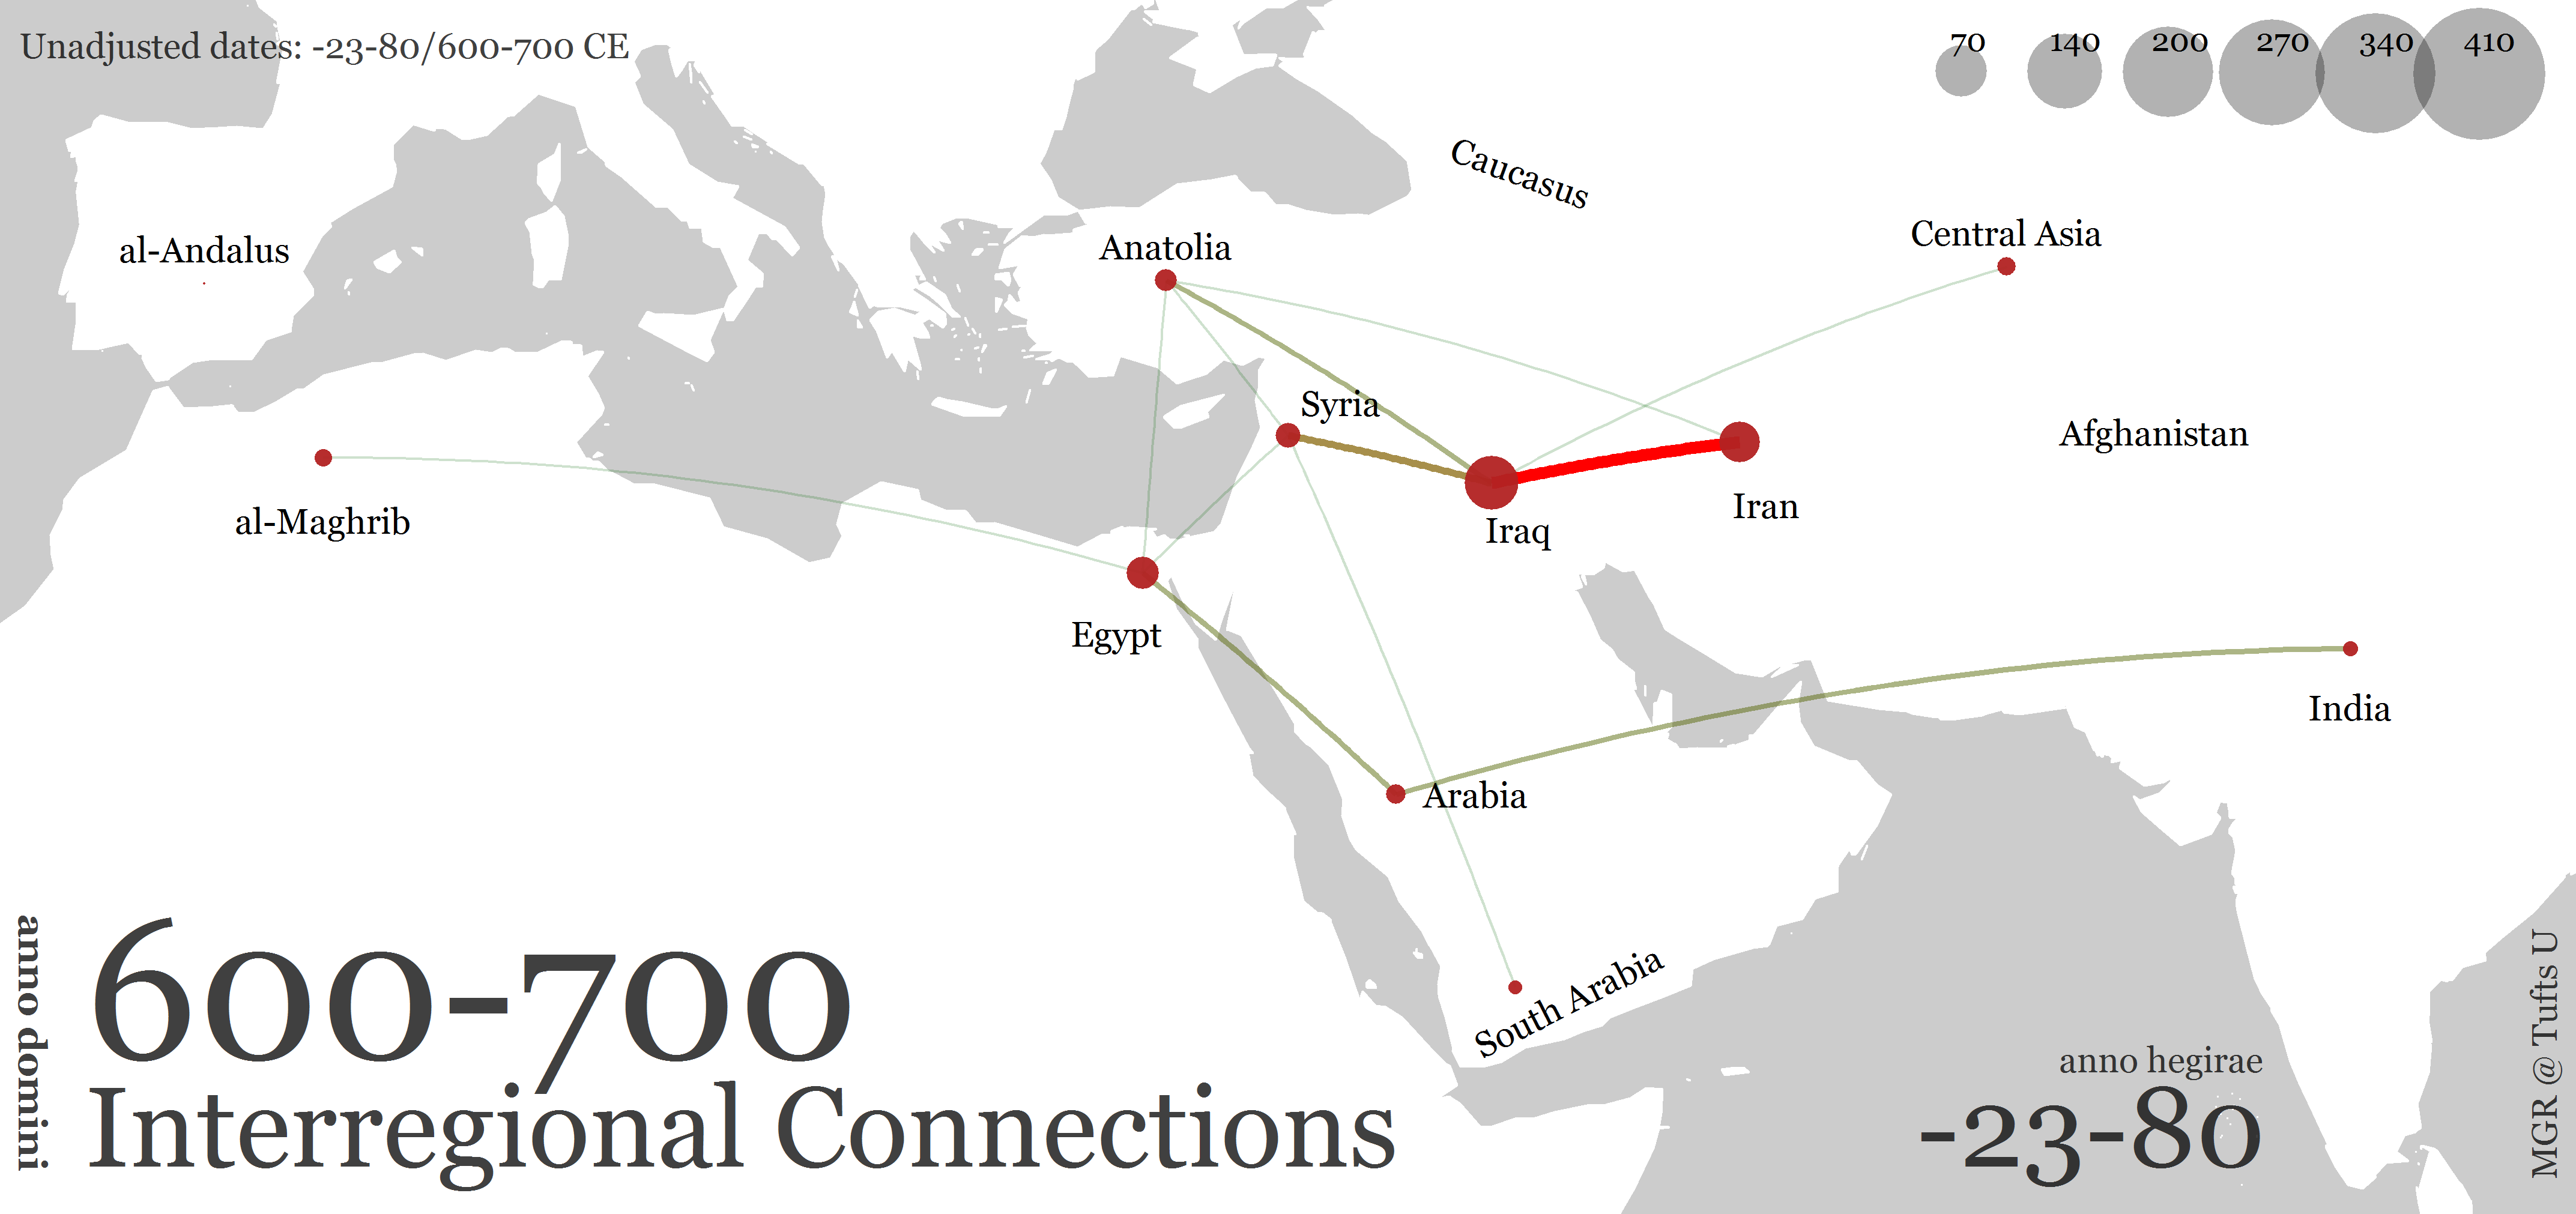 Unadjusted dates: -23-80/600-700 CE
70 140 200 270 340 410
Caucasus
al-Andalus
Anatolia
Central Asia
Syria
Afghanistan
al-Maghrib
Iran
Iraq
Egypt
India
Arabia
South Arabia
anno domini
600-700
Interregional Connections
anno hegirae
-23-80
MGR @ Tufts U